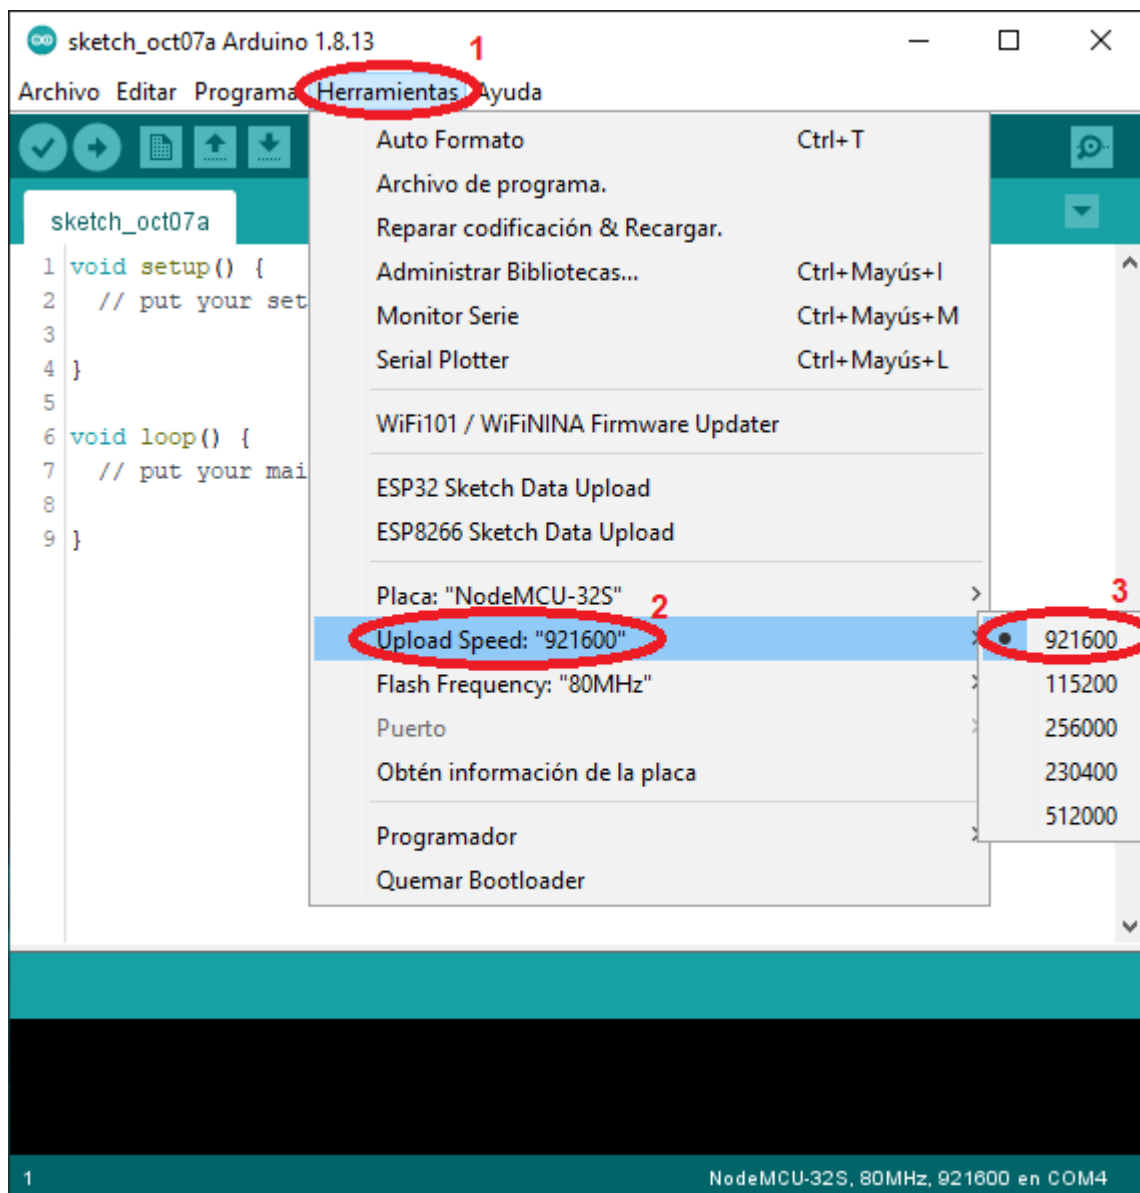 sketch_oct07a Arduino 1.8.13
1
Archivo Editar Programa Herramientas Ayuda
Auto Formato Ctrl+T
Archivo de programa.
Reparar codificación & Recargar.
Administrar Bibliotecas... Ctrl+Mayús+I
Monitor Serie Ctrl+Mayús+M
Serial Plotter Ctrl+Mayús+L
WiFi101 / WiFiNINA Firmware Updater
ESP32 Sketch Data Upload
ESP8266 Sketch Data Upload
Placa: "NodeMCU-32S"
2
Upload Speed: "921600"
Flash Frequency: "80MHz"
Puerto
Obtén información de la placa
Programador
Quemar Bootloader
3
921600
115200
256000
230400
512000
sketch_oct07a
1 void setup() {
2 // put your set
3
4 }
5
6 void loop() {
7 // put your mai
8
9 }
1 NodeMCU-32S, 80MHz, 921600 en COM4